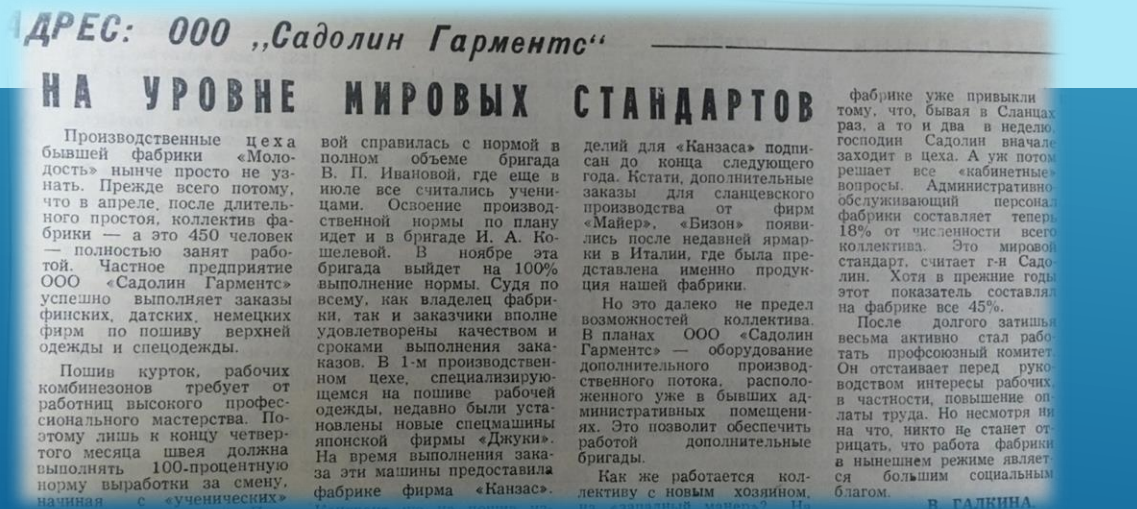 АДРЕС: ООО „Садолин Гарментс“
НА УРОВНЕ МИРОВЫХ СТАНДАРТОВ
Производственные цеха
бывшей фабрики «Моло-
дость» нынче просто не уз-
нать. Прежде всего потому,
что в апреле, после длитель-
ного простоя, коллектив фа-
брики — а это 450 человек
— полностью занят рабо-
той. Частное предприятие
ООО «Садолин Гарментс»
успешно выполняет заказы
финских, датских, немецких
фирм по пошиву верхней
одежды и спецодежды.
Пошив курток, рабочих
комбинезонов требует от
работниц высокого профес-
сионального мастерства. По-
этому лишь к концу четвер-
того месяца швея должна
выполнять 100-процентную
норму выработки за смену,
начиная с «ученических»
вой справилась с нормой в
полном объеме бригада
В. П. Ивановой, где еще в
июле все считались учени-
цами. Освоение производ-
ственной нормы по плану
идет и в бригаде И. А. Ко-
шелевой. В ноябре эта
бригада выйдет на 100%
выполнение нормы. Судя по
всему, как владелец фабри-
ки, так и заказчики вполне
удовлетворены качеством и
сроками выполнения зака-
казов. В 1-м производствен-
ном цехе, специализирую-
щемся на пошиве рабочей
одежды, недавно были уста-
новлены новые спецмашины
японской фирмы «Джуки».
На время выполнения зака-
за эти машины предоставила
фабрике фирма «Канзас».
делий для «Канзаса» подпи-
сан до конца следующего
года. Кстати, дополнительные
заказы для сланцевского
производства от фирм
«Майер», «Бизон» появи-
лись после недавней ярмар-
ки в Италии, где была пре-
дставлена именно продук-
ция нашей фабрики.
Но это далеко не предел
возможностей коллектива.
В планах ООО «Садолин
Гарментс» — оборудование
дополнительного производ-
ственного потока, располо-
женного уже в бывших ад-
министративных помещени-
ях. Это позволит обеспечить
работой дополнительные
бригады.
Как же работается кол-
лективу с новым хозяином,
на «западный манер»? На
фабрике уже привыкли
тому, что, бывая в Сланцах
раз, а то и два в неделю,
господин Садолин вначале
заходит в цеха. А уж потом
решает все «кабинетные»
вопросы. Административно-
обслуживающий персонал
фабрики составляет теперь
18% от численности всего
коллектива. Это мировой
стандарт, считает г-н Садо-
лин. Хотя в прежние годы
этот показатель составлял
на фабрике все 45%.
После долгого затишья
весьма активно стал рабо-
тать профсоюзный комитет.
Он отстаивает перед руко-
водством интересы рабочих,
в частности, повышение оп-
латы труда. Но несмотря ни
на что, никто не станет от-
рицать, что работа фабрики
в нынешнем режиме являет-
ся большим социальным
благом.
В. ГАЛКИНА.